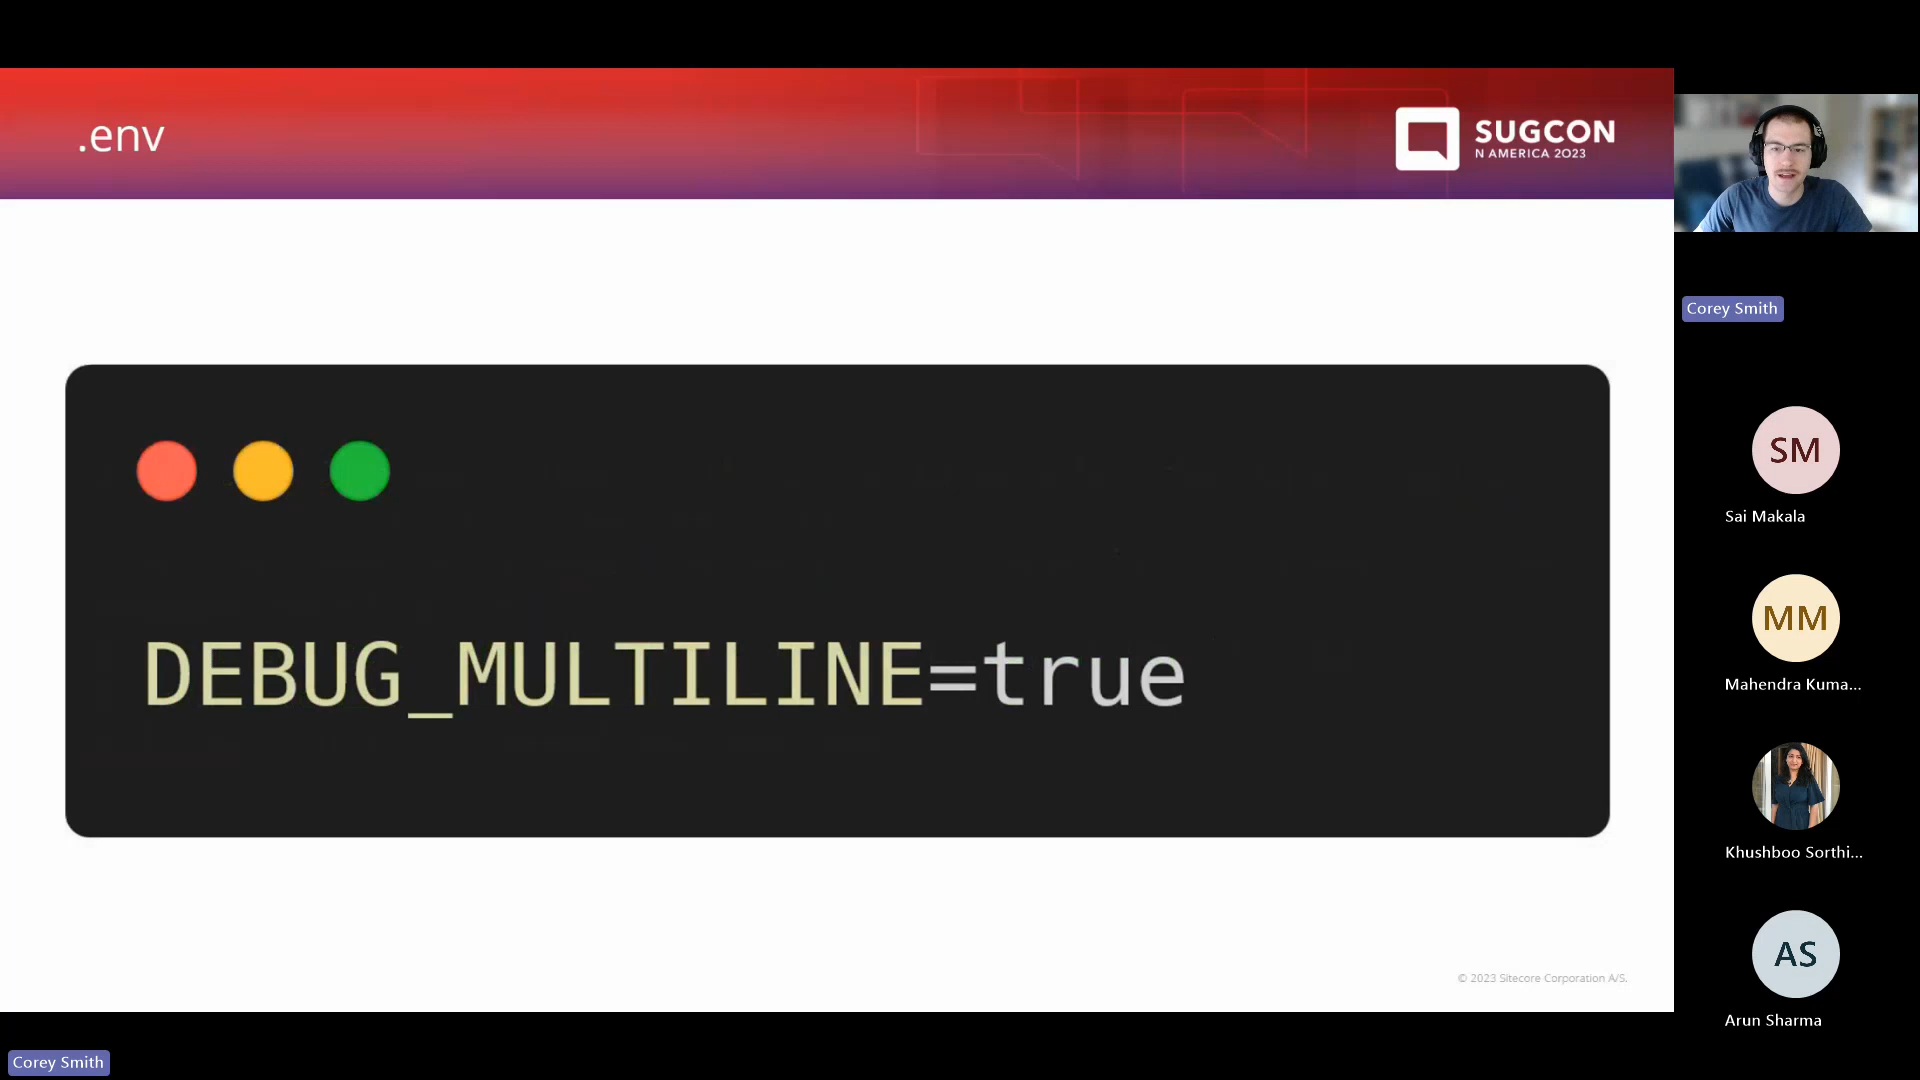 .env
SUGCON
N AMERICA 2023
DEBUG_MULTILINE=true
© 2023 Sitecore Corporation A/S.
Corey Smith
SM
Sai Makala
MM
Mahendra Kuma...
Khushboo Sorthi...
AS
Arun Sharma
Corey Smith